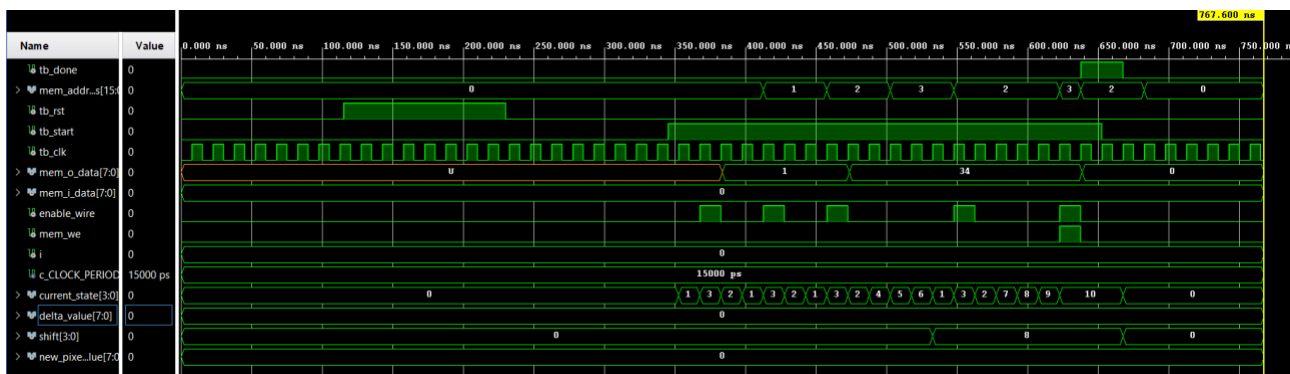 767.600 ns
Name Value 0.000 ns 50.000 ns 100.000 ns 150.000 ns 200.000 ns 250.000 ns 300.000 ns 350.000 ns 400.000 ns 450.000 ns 500.000 ns 550.000 ns 600.000 ns 650.000 ns 700.000 ns 750.000 n
tb_done 0
mem_addr...s[15:0 0 0 1 2 3 2 3 2 0
tb_rst 0
tb_start 0
tb_clk 0
mem_o_data[7:0] 0 U 1 34 0
mem_i_data[7:0] 0 0
enable_wire 0
mem_we 0
i 0 0
c_CLOCK_PERIOD 15000 ps 15000 ps
current_state[3:0] 0 0 1 3 2 1 3 2 1 3 2 4 5 6 1 3 2 7 8 9 10 0
delta_value[7:0] 0 0
shift[3:0] 0 0 8 0
new_pixe...lue[7:0 0 0